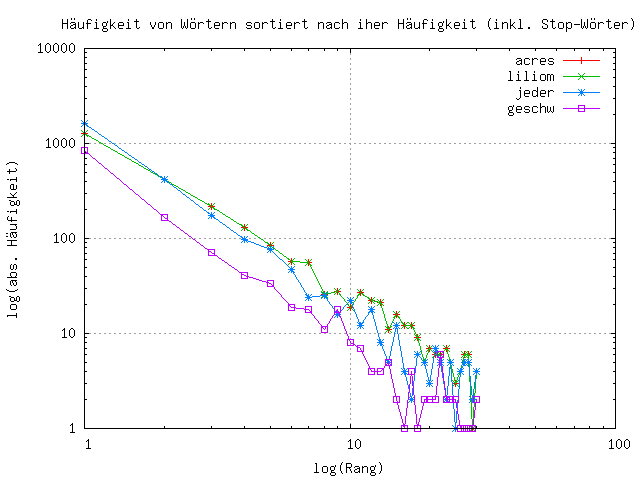 Häufigkeit von Wörtern sortiert nach iher Häufigkeit (inkl. Stop-Wörter)
acres
liliom
jeder
geschw
log(abs. Häufigkeit)
10000
1000
100
10
1
1 10 100
log(Rang)